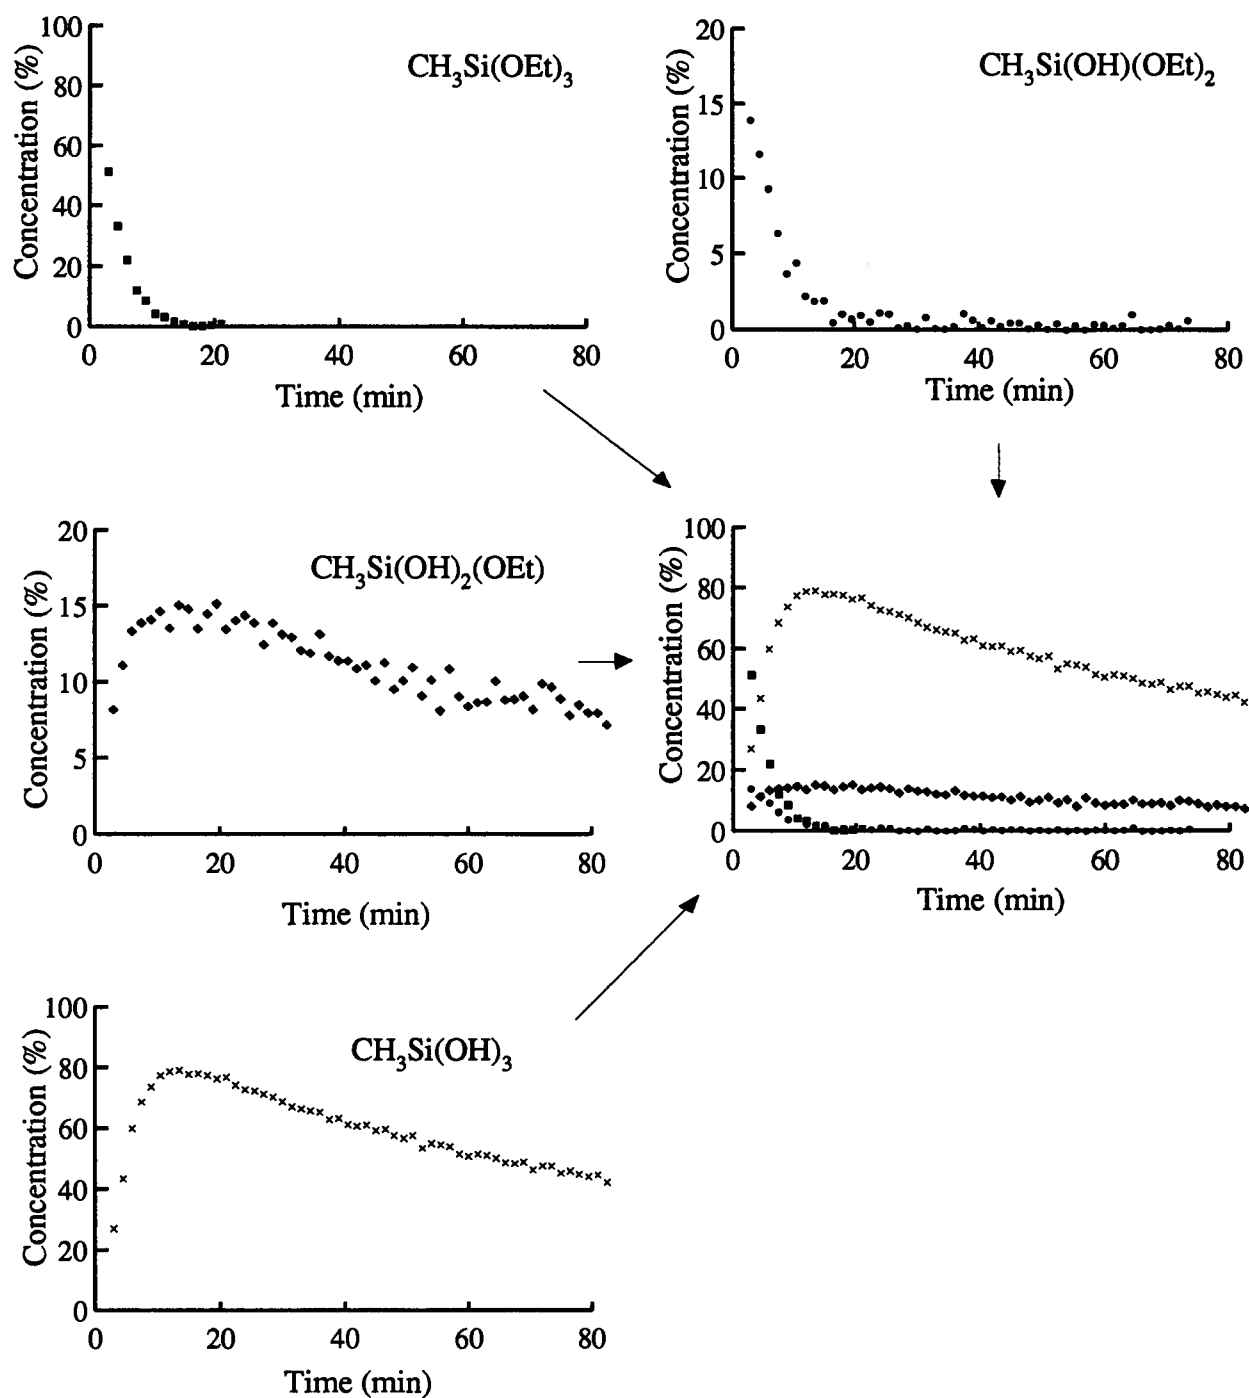 CH₃Si(OEt)₃
Concentration (%)
100
80
60
40
20
0
0 20 40 60 80
Time (min)
CH₃Si(OH)(OEt)₂
Concentration (%)
20
15
10
5
0
0 20 40 60 80
Time (min)
CH₃Si(OH)₂(OEt)
Concentration (%)
20
15
10
5
0
0 20 40 60 80
Time (min)
Concentration (%)
100
80
60
40
20
0
0 20 40 60 80
Time (min)
CH₃Si(OH)₃
Concentration (%)
100
80
60
40
20
0
0 20 40 60 80
Time (min)